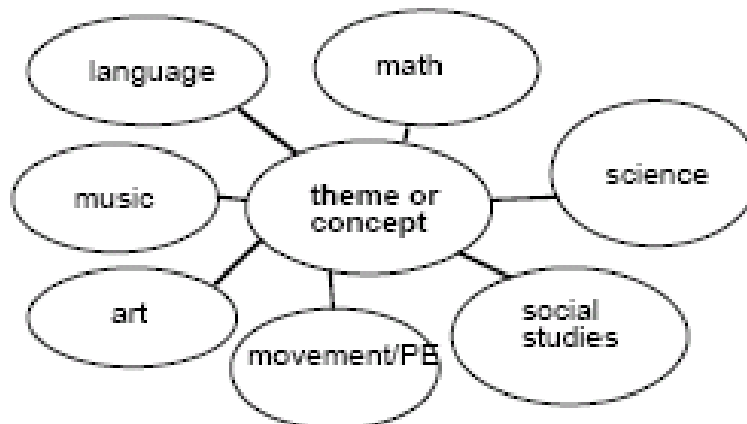 language
math
science
music
theme or
concept
art
movement/PE
social
studies